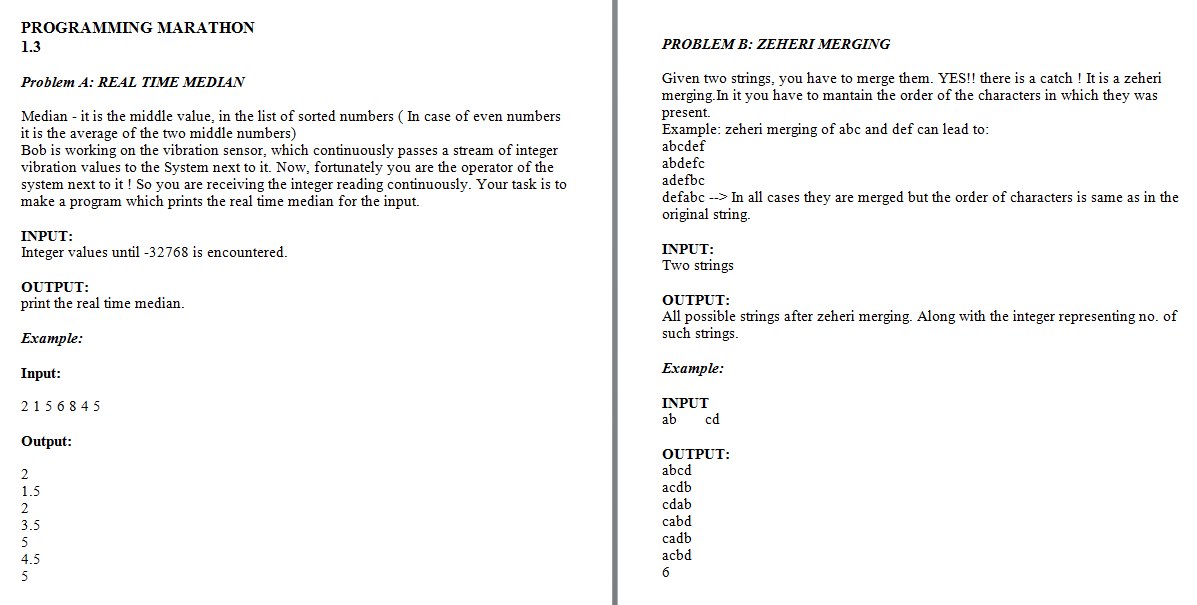 PROGRAMMING MARATHON
1.3
Problem A: REAL TIME MEDIAN
Median - it is the middle value, in the list of sorted numbers ( In case of even numbers
it is the average of the two middle numbers)
Bob is working on the vibration sensor, which continuously passes a stream of integer
vibration values to the System next to it. Now, fortunately you are the operator of the
system next to it ! So you are receiving the integer reading continuously. Your task is to
make a program which prints the real time median for the input.
INPUT:
Integer values until -32768 is encountered.
OUTPUT:
print the real time median.
Example:
Input:
2 1 5 6 8 4 5
Output:
2
1.5
2
3.5
5
4.5
5
PROBLEM B: ZEHERI MERGING
Given two strings, you have to merge them. YES!! there is a catch ! It is a zeheri
merging.In it you have to mantain the order of the characters in which they was
present.
Example: zeheri merging of abc and def can lead to:
abcdef
abdefc
adefbc
defabc --> In all cases they are merged but the order of characters is same as in the
original string.
INPUT:
Two strings
OUTPUT:
All possible strings after zeheri merging. Along with the integer representing no. of
such strings.
Example:
INPUT
ab cd
OUTPUT:
abcd
acdb
cdab
cabd
cadb
acbd
6